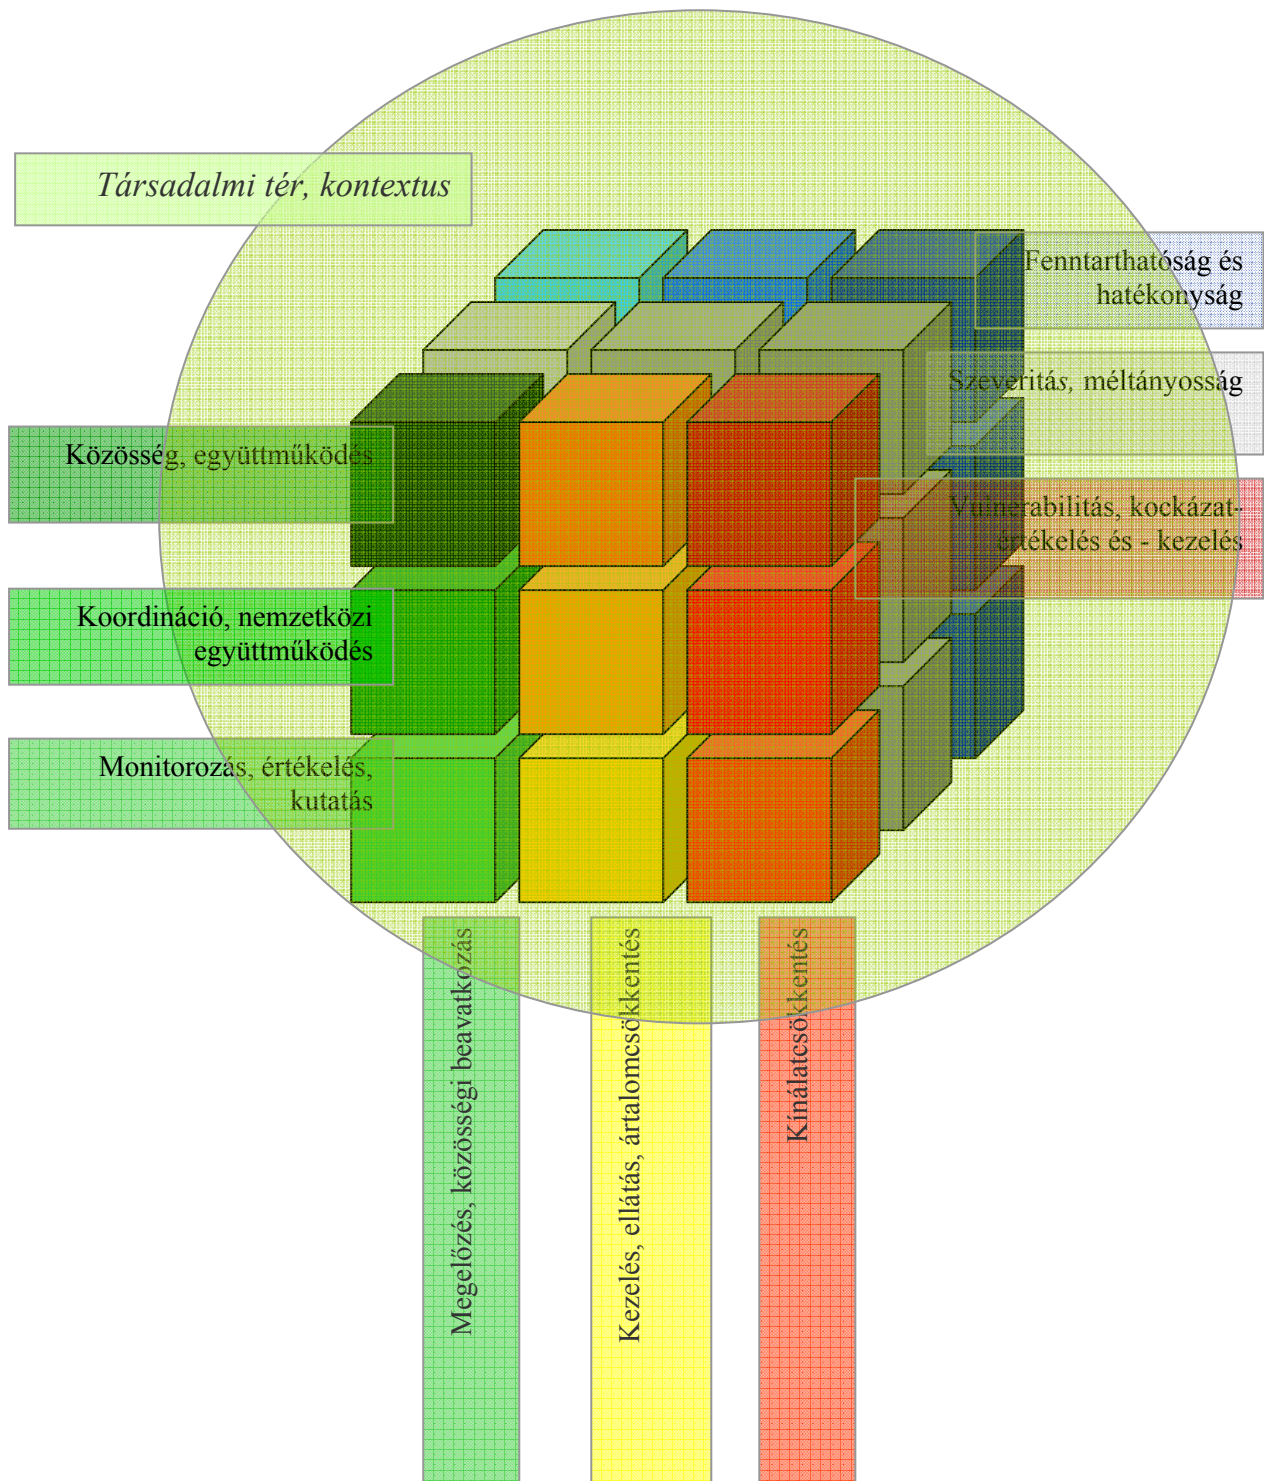 Társadalmi tér, kontextus
Fenntarthatóság és
hatékonyság
Szeveritás, méltányosság
Közösség, együttműködés
Vulnerabilitás, kockázat-
értékelés és - kezelés
Koordináció, nemzetközi
együttműködés
Monitorozás, értékelés,
kutatás
Megelőzés, közösségi beavatkozás
Kezelés, ellátás, ártalomcsökkentés
Kínálatcsökkentés